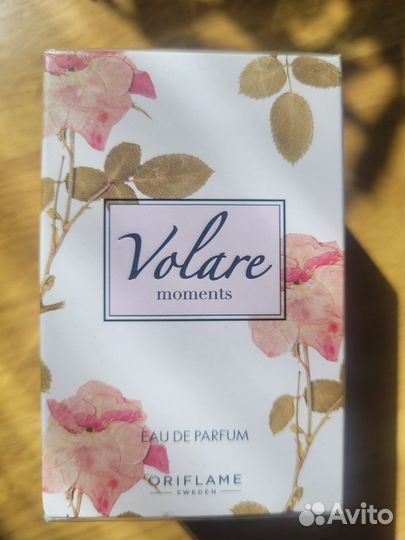 Volare
moments
EAU DE PARFUM
ORIFLAME
SWEDEN
Avito